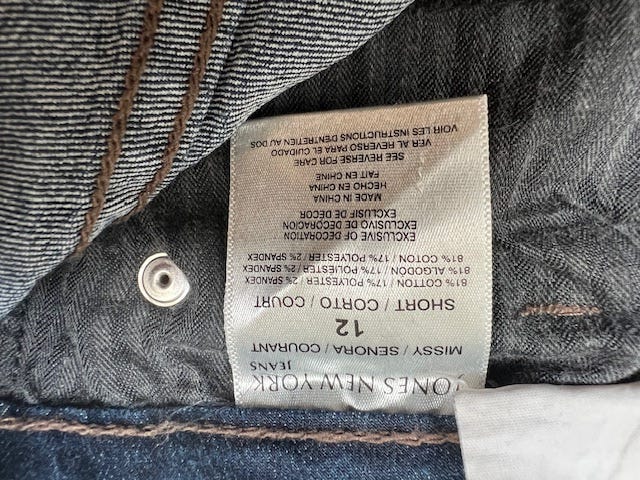 JONES NEW YORK
JEANS
MISSY / SENORA / COURANT
12
SHORT / CORTO / COURT
81% COTTON / 17% POLYESTER / 2% SPANDEX
81% ALGODÓN / 17% POLIESTER / 2% SPANDEX
81% COTON / 17% POLYESTER / 2% SPANDEX
EXCLUSIVE OF DECORATION
EXCLUSIVO DE DECORACION
EXCLUSIF DE DÉCOR
MADE IN CHINA
HECHO EN CHINA
FAIT EN CHINE
SEE REVERSE FOR CARE
VER AL REVERSO PARA EL CUIDADO
VOIR LES INSTRUCTIONS D'ENTRETIEN AU DOS